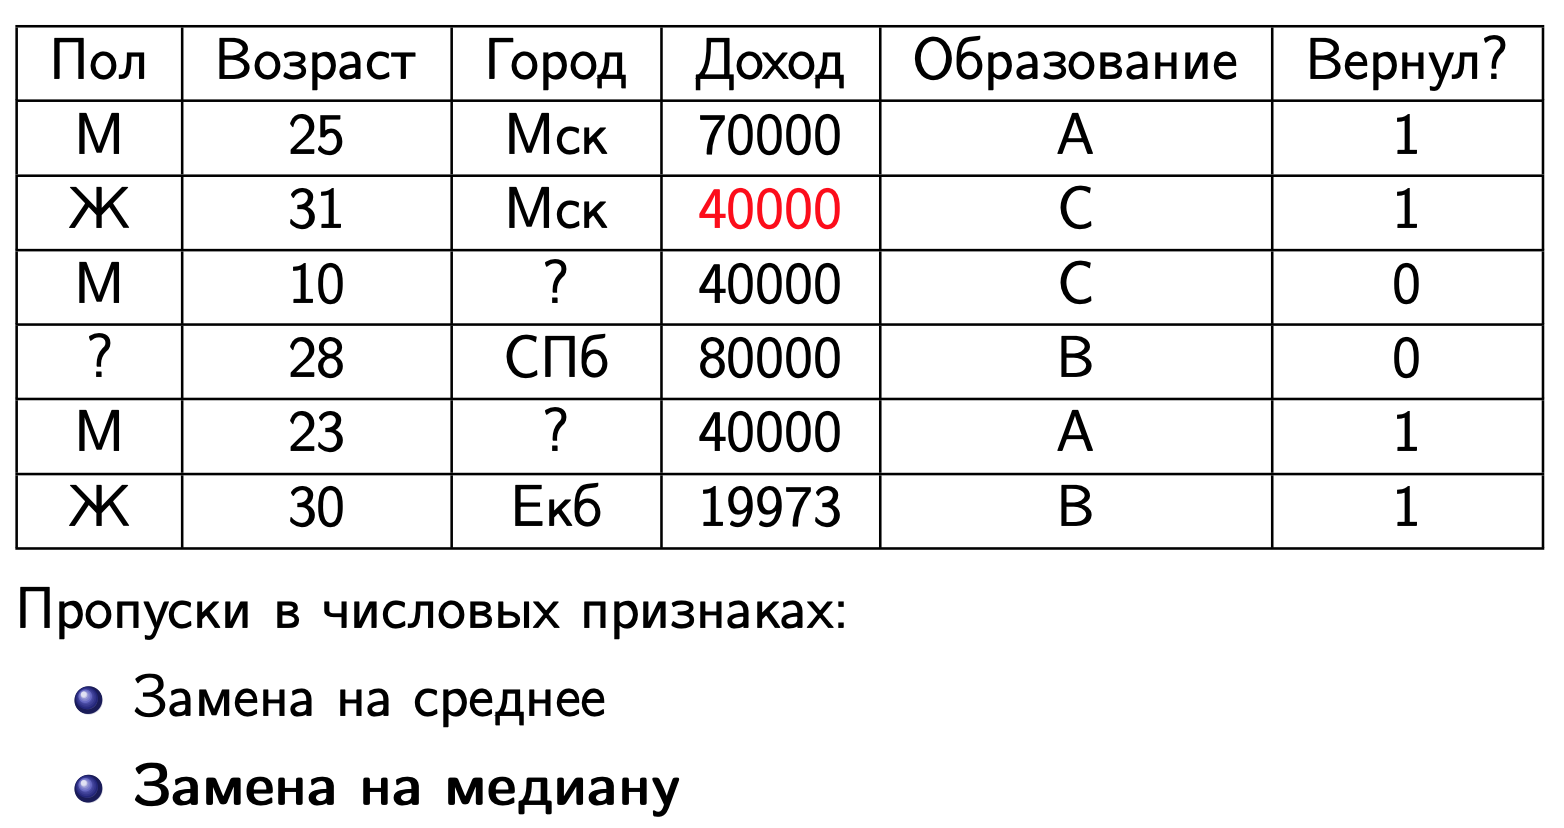 Пол Возраст Город Доход Образование Вернул?
М 25 Мск 70000 A 1
Ж 31 Мск 40000 C 1
М 10 ? 40000 C 0
? 28 СПб 80000 B 0
М 23 ? 40000 A 1
Ж 30 Екб 19973 B 1
Пропуски в числовых признаках:
Замена на среднее
Замена на медиану